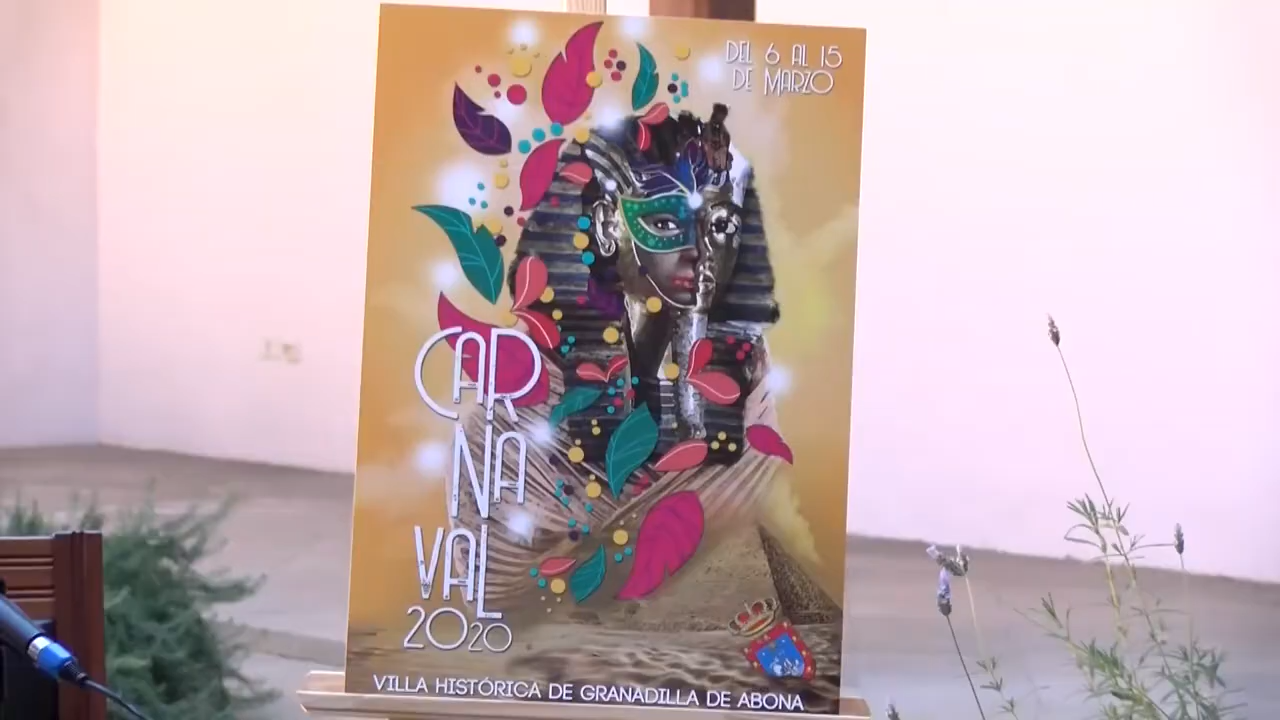 DEL 6 AL 15
DE MARZO
CAR
NA
VAL
2020
VILLA HISTÓRICA DE GRANADILLA DE ABONA